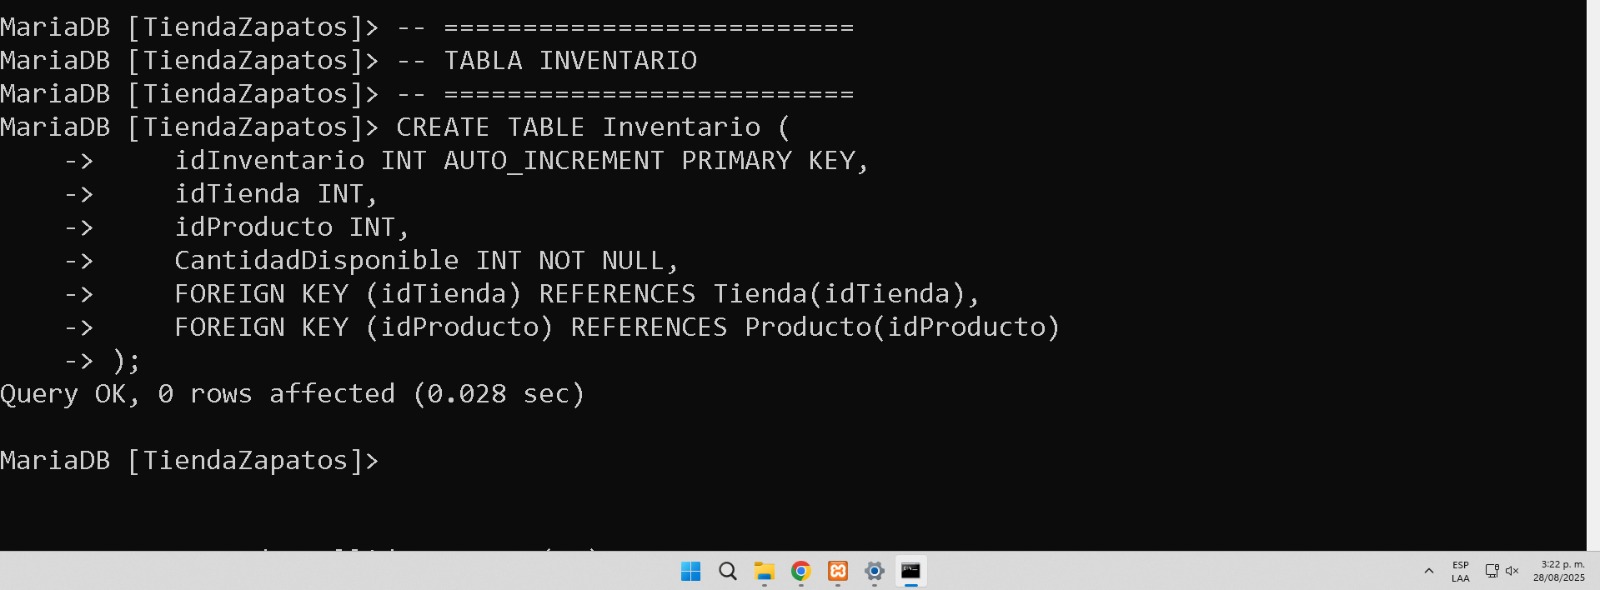 MariaDB [TiendaZapatos]> -- ==========================
MariaDB [TiendaZapatos]> -- TABLA INVENTARIO
MariaDB [TiendaZapatos]> -- ==========================
MariaDB [TiendaZapatos]> CREATE TABLE Inventario (
    ->     idInventario INT AUTO_INCREMENT PRIMARY KEY,
    ->     idTienda INT,
    ->     idProducto INT,
    ->     CantidadDisponible INT NOT NULL,
    ->     FOREIGN KEY (idTienda) REFERENCES Tienda(idTienda),
    ->     FOREIGN KEY (idProducto) REFERENCES Producto(idProducto)
    -> );
Query OK, 0 rows affected (0.028 sec)
MariaDB [TiendaZapatos]>
ESP
LAA
3:22 p. m.
28/08/2025